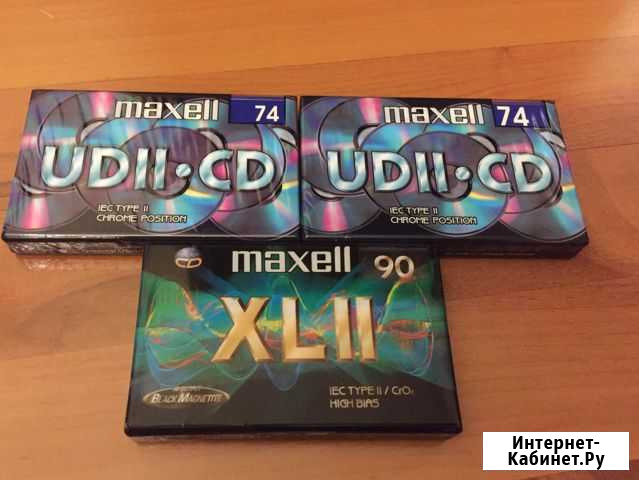 maxell 74
UDII•CD
IEC TYPE II
CHROME POSITION
maxell 74
UDII•CD
IEC TYPE II
CHROME POSITION
CD maxell 90
XLII
BLACK MAGNETITE
IEC TYPE II / CrO₂
HIGH BIAS
Интернет-
Кабинет.Ру